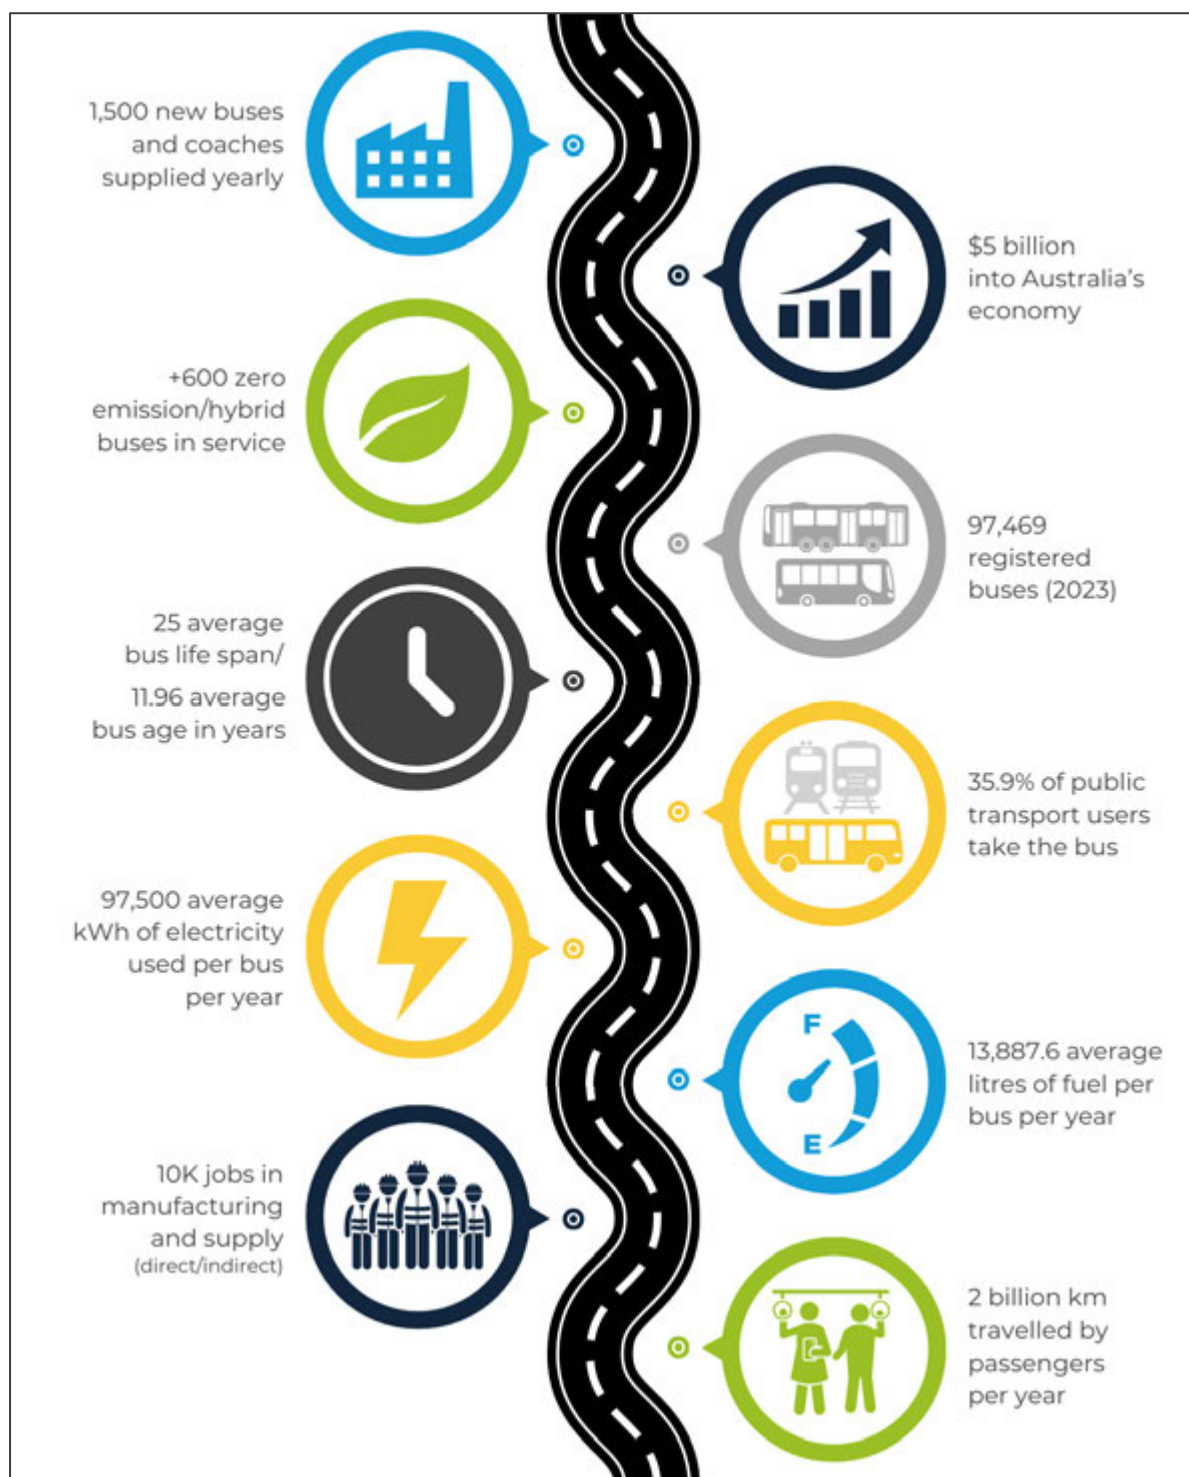 1,500 new buses
and coaches
supplied yearly
$5 billion
into Australia's
economy
+600 zero
emission/hybrid
buses in service
97,469
registered
buses (2023)
25 average
bus life span/
11.96 average
bus age in years
35.9% of public
transport users
take the bus
97,500 average
kWh of electricity
used per bus
per year
F
E
13,887.6 average
litres of fuel per
bus per year
10K jobs in
manufacturing
and supply
(direct/indirect)
2 billion km
travelled by
passengers
per year